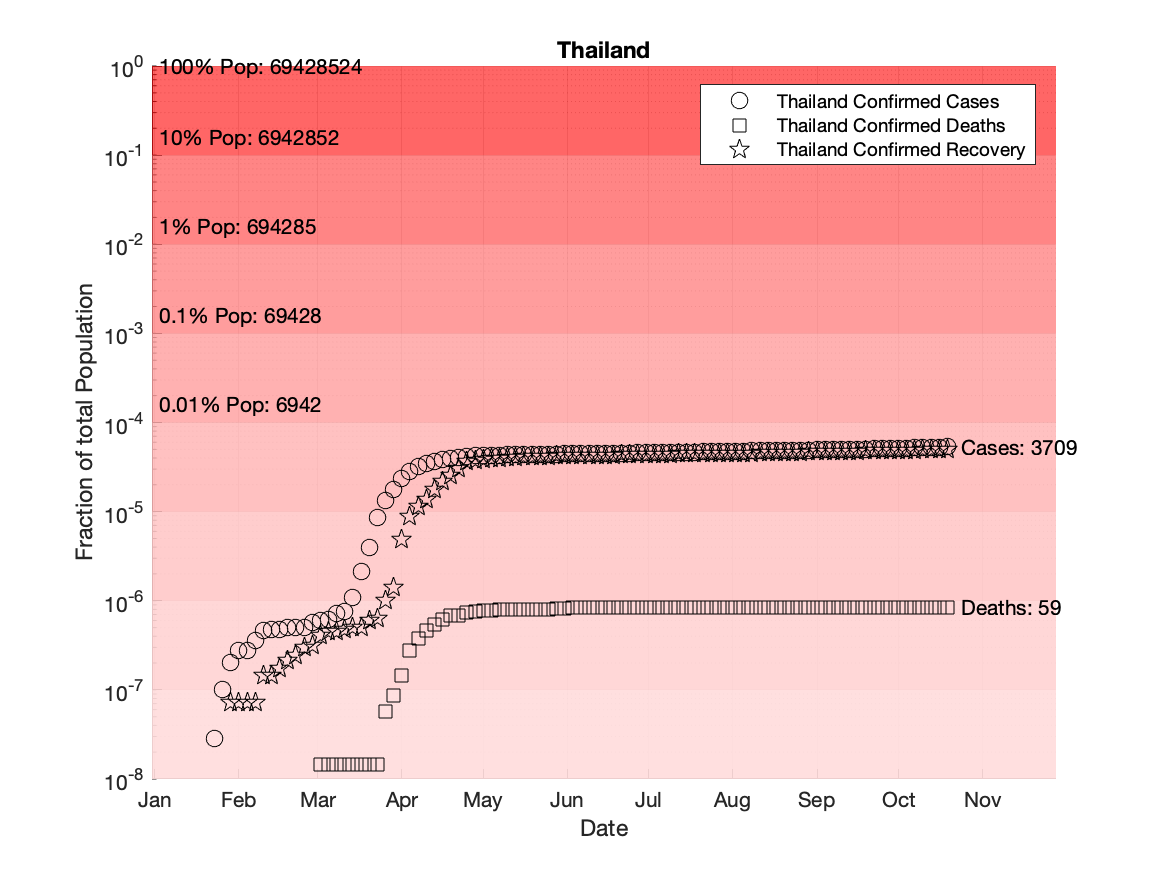 Thailand
10^0
100% Pop: 69428524
Thailand Confirmed Cases
Thailand Confirmed Deaths
Thailand Confirmed Recovery
10% Pop: 6942852
10^-1
1% Pop: 694285
10^-2
0.1% Pop: 69428
10^-3
0.01% Pop: 6942
10^-4
Cases: 3709
10^-5
10^-6
Deaths: 59
10^-7
10^-8
Fraction of total Population
Jan Feb Mar Apr May Jun Jul Aug Sep Oct Nov
Date